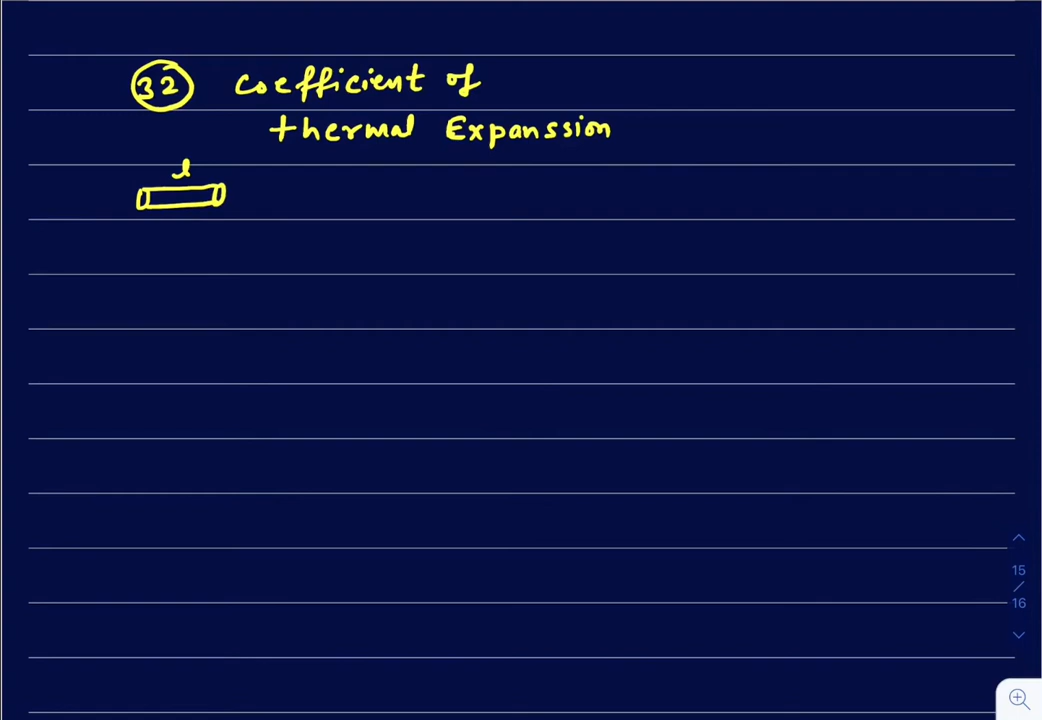 32 Coefficient of
thermal Expanssion
l
15
/
16